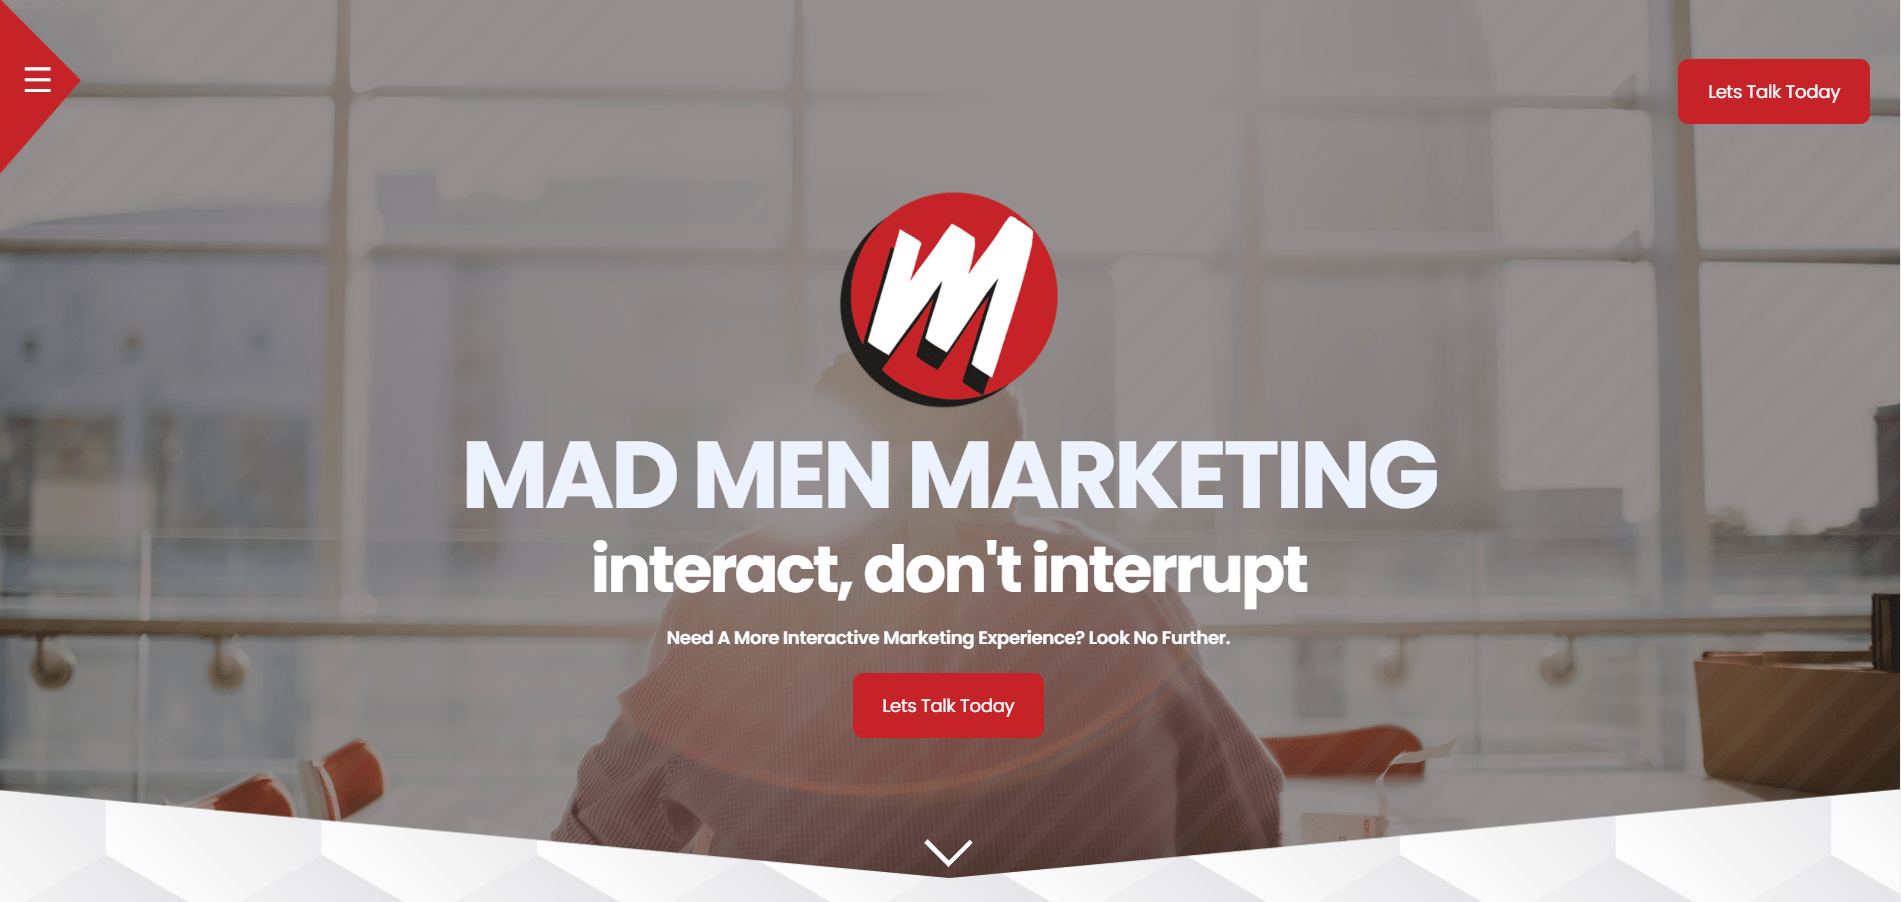 Lets Talk Today
M
MAD MEN MARKETING
interact, don't interrupt
Need A More Interactive Marketing Experience? Look No Further.
Lets Talk Today